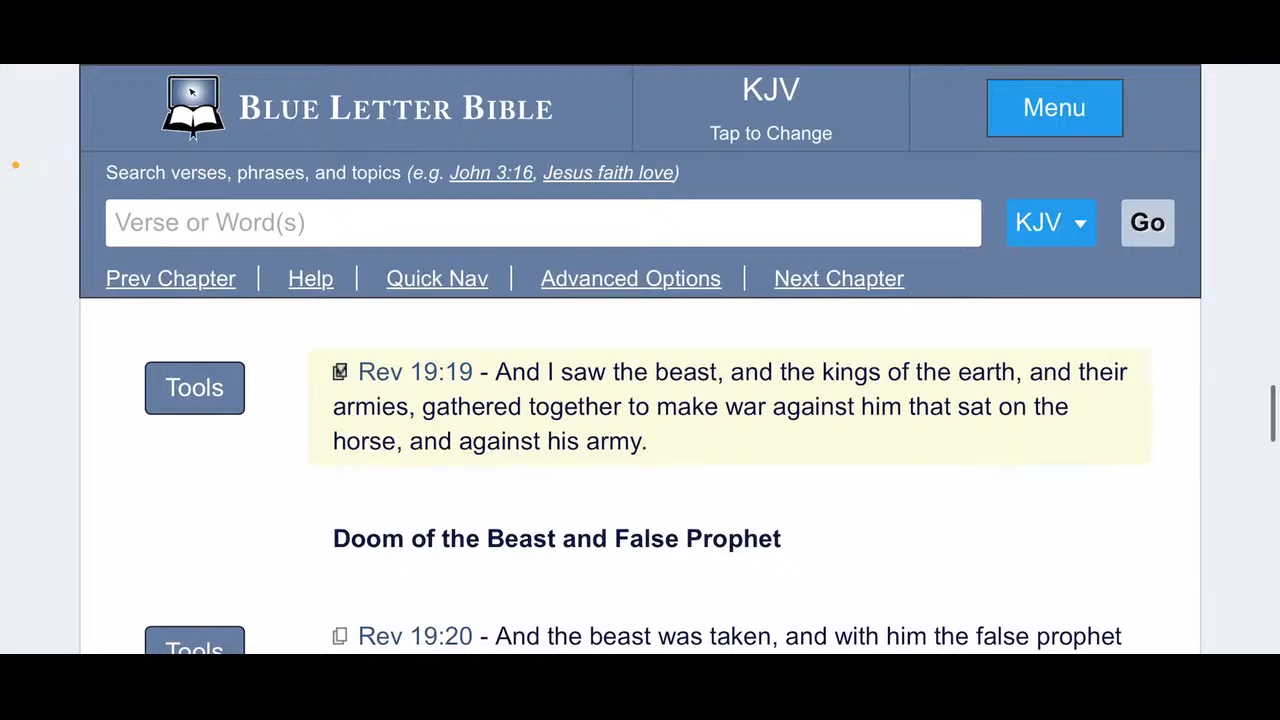 BLUE LETTER BIBLE
KJV
Tap to Change
Menu
Search verses, phrases, and topics (e.g. John 3:16, Jesus faith love)
Verse or Word(s)
KJV
Go
Prev Chapter
Help
Quick Nav
Advanced Options
Next Chapter
Tools
Rev 19:19 - And I saw the beast, and the kings of the earth, and their
armies, gathered together to make war against him that sat on the
horse, and against his army.
Doom of the Beast and False Prophet
Tools
Rev 19:20 - And the beast was taken, and with him the false prophet